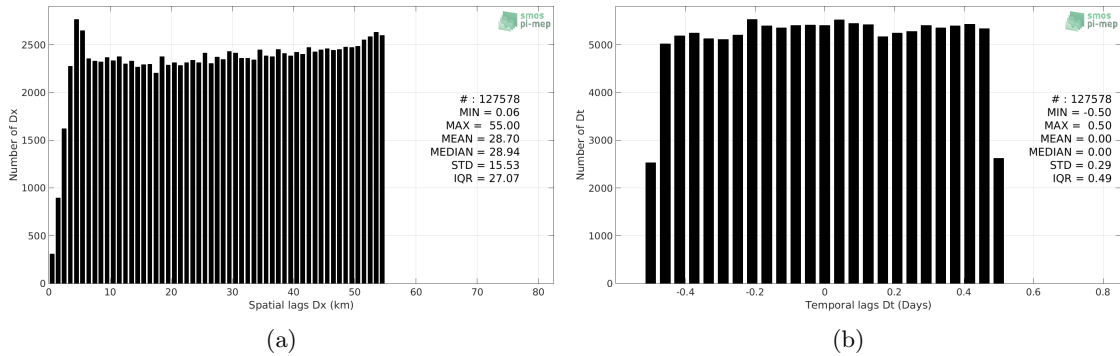 smos
pi-mep
2500
2000
1500
1000
500
0
Number of Dx
# : 127578
MIN = 0.06
MAX = 55.00
MEAN = 28.70
MEDIAN = 28.94
STD = 15.53
IQR = 27.07
0 10 20 30 40 50 60 70 80
Spatial lags Dx (km)
(a)
smos
pi-mep
5000
4000
3000
2000
1000
0
Number of Dt
# : 127578
MIN = -0.50
MAX = 0.50
MEAN = 0.00
MEDIAN = 0.00
STD = 0.29
IQR = 0.49
-0.4 -0.2 0 0.2 0.4 0.6 0.8
Temporal lags Dt (Days)
(b)